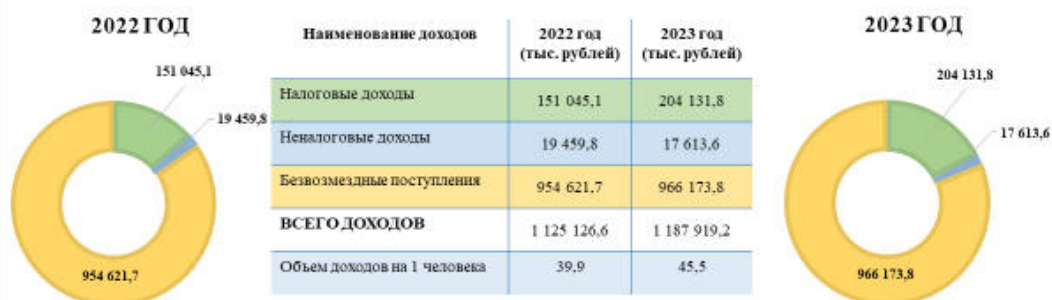 2022 ГОД
151 045,1
19 459,8
954 621,7
Наименование доходов
2022 год
(тыс. рублей)
2023 год
(тыс. рублей)
Налоговые доходы
151 045,1
204 131,8
Неналоговые доходы
19 459,8
17 613,6
Безвозмездные поступления
954 621,7
966 173,8
ВСЕГО ДОХОДОВ
1 125 126,6
1 187 919,2
Объем доходов на 1 человека
39,9
45,5
2023 ГОД
204 131,8
17 613,6
966 173,8